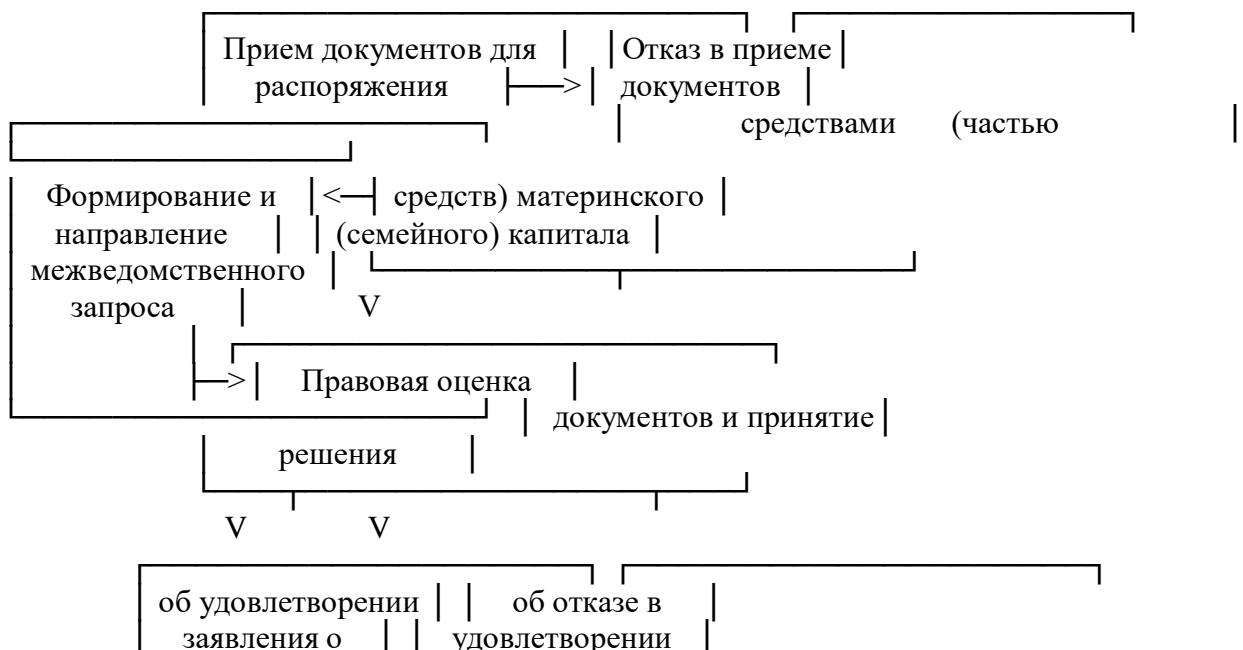 Прием документов для Отказ в приеме
распоряжения ──> документов
средствами (частью
Формирование и <─ средств) материнского
направление (семейного) капитала
межведомственного
запроса V
──> Правовая оценка
документов и принятие
решения
V V
об удовлетворении об отказе в
заявления о удовлетворении